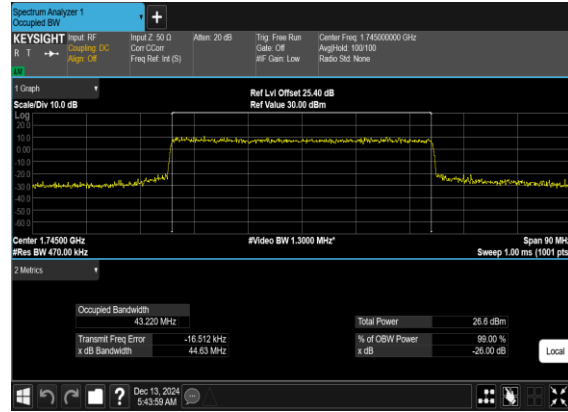 Spectrum Analyzer 1
Occupied BW
+
KEYSIGHT
R T
LM
Input: RF
Coupling: DC
Align: Off
Input Z: 50 Ω
Corr CCorr
Freq Ref: Int (S)
Atten: 20 dB
Trig: Free Run
Gate: Off
#IF Gain: Low
Center Freq: 1.745000000 GHz
Avg|Hold: 100/100
Radio Std: None
1 Graph
Scale/Div 10.0 dB
Ref Lvl Offset 25.40 dB
Ref Value 30.00 dBm
Log
20.0
10.0
0.00
-10.0
-20.0
-30.0
-40.0
-50.0
-60.0
Center 1.74500 GHz
#Res BW 470.00 kHz
#Video BW 1.3000 MHz*
Span 90 MHz
Sweep 1.00 ms (1001 pts
2 Metrics
Occupied Bandwidth
43.220 MHz
Transmit Freq Error -16.512 kHz
x dB Bandwidth 44.63 MHz
Total Power 26.6 dBm
% of OBW Power 99.00 %
x dB -26.00 dB
Local
?
Dec 13, 2024
5:43:59 AM